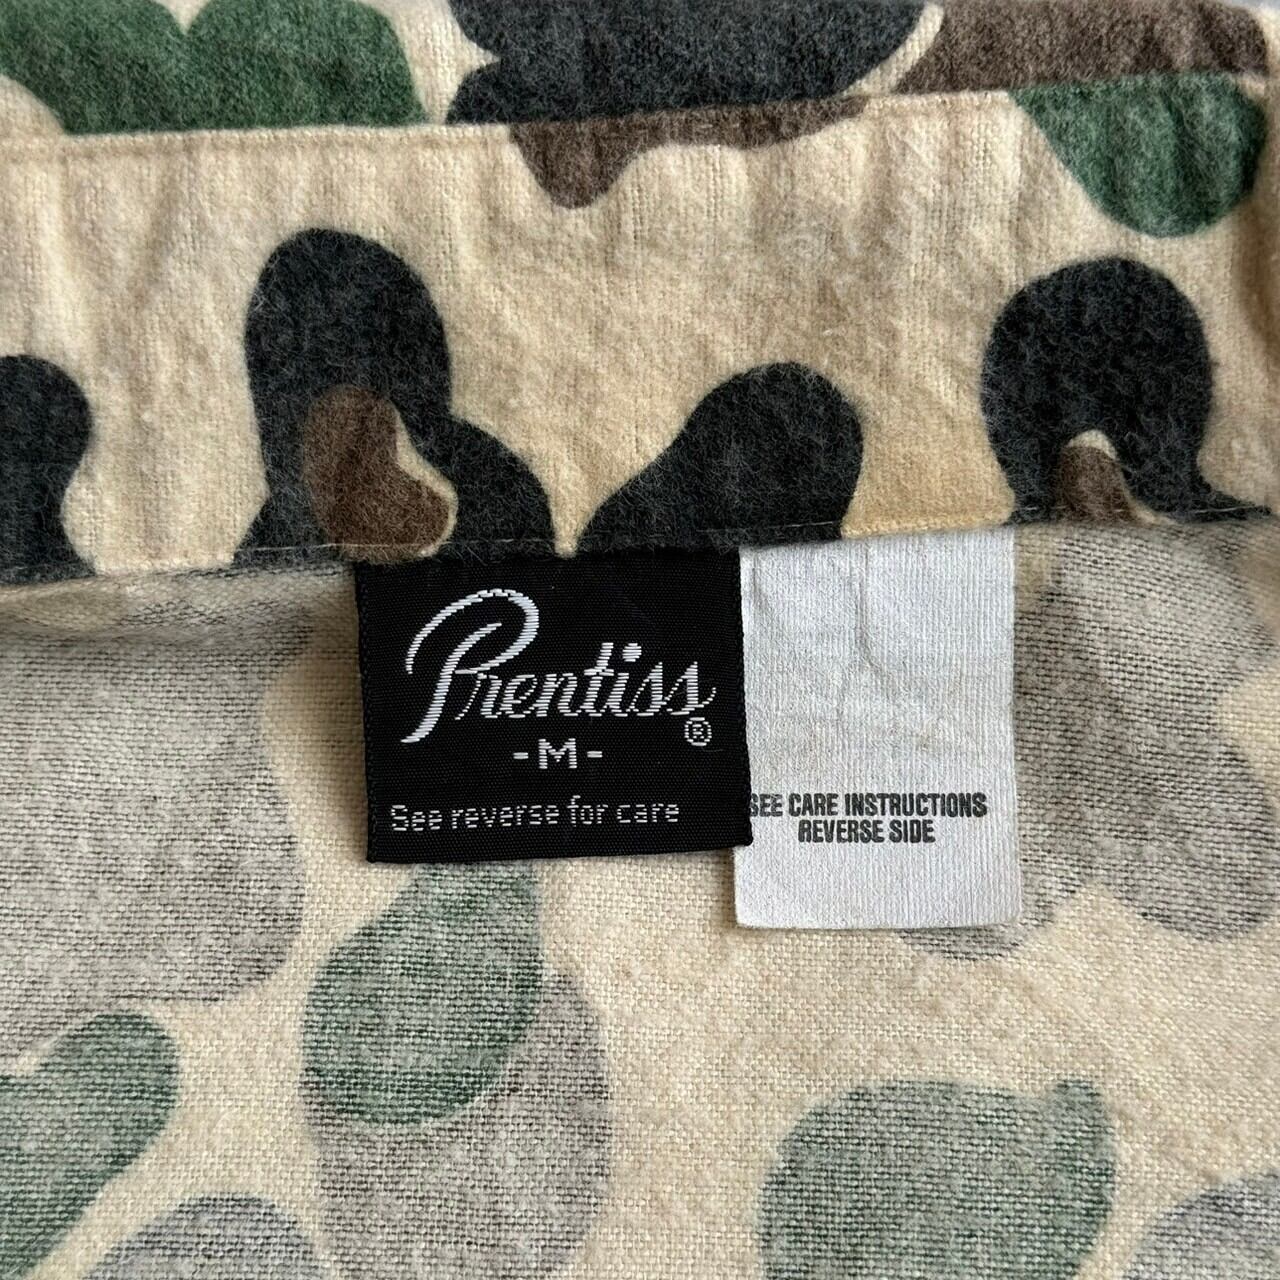 Prentiss®
-M-
See reverse for care
SEE CARE INSTRUCTIONS
REVERSE SIDE